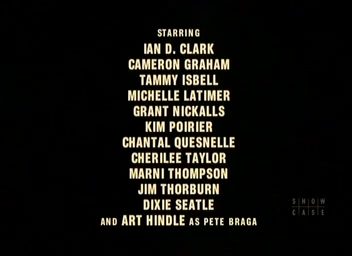 STARRING
IAN D. CLARK
CAMERON GRAHAM
TAMMY ISBELL
MICHELLE LATIMER
GRANT NICKALLS
KIM POIRIER
CHANTAL QUESNELLE
CHERILEE TAYLOR
MARNI THOMPSON
JIM THORBURN
DIXIE SEATLE
AND ART HINDLE AS PETE BRAGA
SHOW
CASE